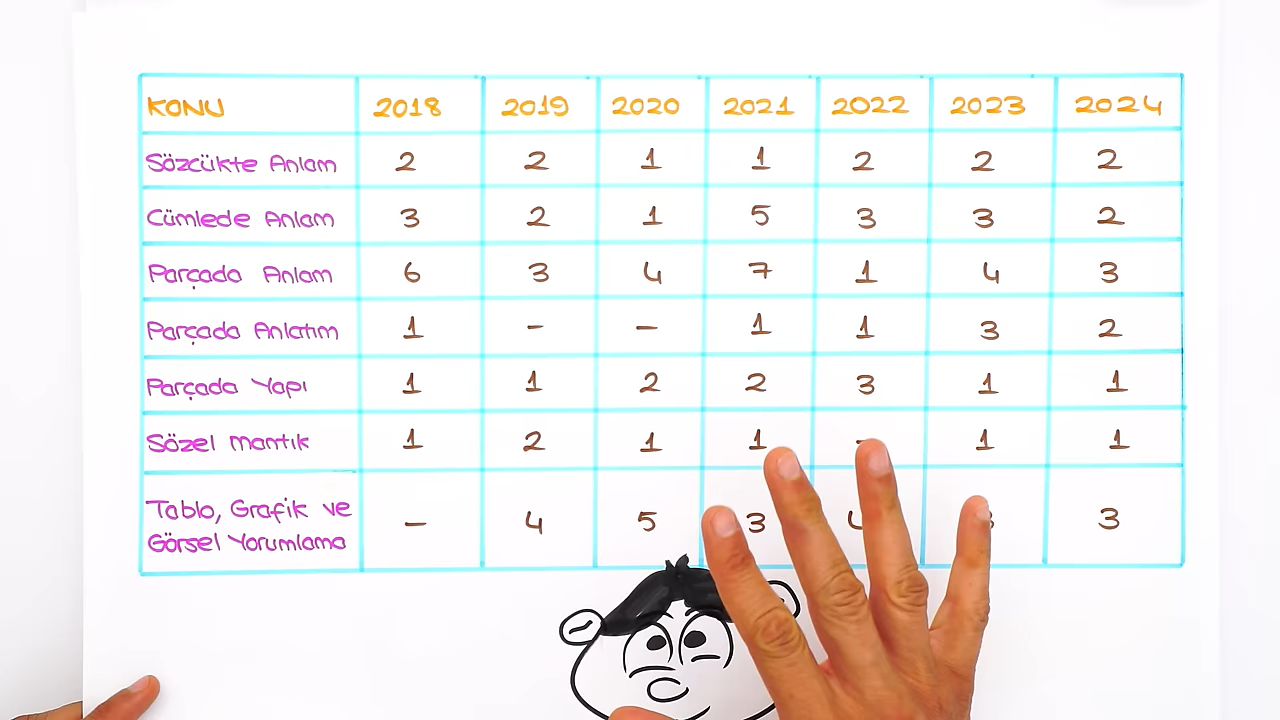 KONU 2018 2019 2020 2021 2022 2023 2024
Sözcükte Anlam 2 2 1 1 2 2 2
Cümlede Anlam 3 2 1 5 3 3 2
Parçada Anlam 6 3 4 7 1 4 3
Parçada Anlatım 1 - - 1 1 3 2
Parçada Yapı 1 1 2 2 3 1 1
Sözel Mantık 1 2 1 1 - 1 1
Tablo, Grafik ve
Görsel Yorumlama - 4 5 3 3